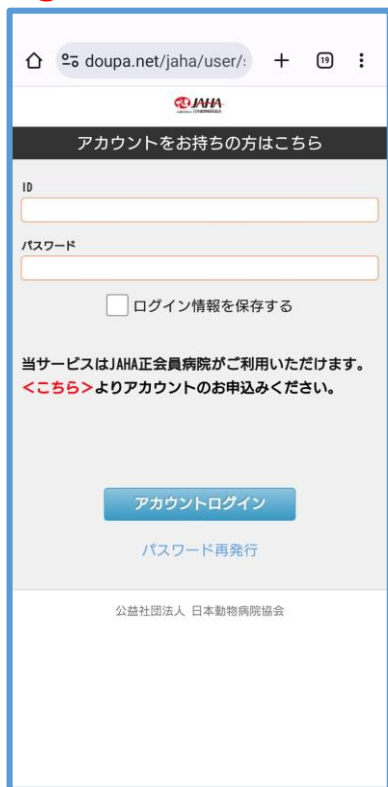 doupa.net/jaha/user/:
19
JAHA
アカウントをお持ちの方はこちら
ID
パスワード
ログイン情報を保存する
当サービスはJAHA正会員病院がご利用いただけます。
<こちら>よりアカウントのお申込みください。
アカウントログイン
パスワード再発行
公益社団法人 日本動物病院協会